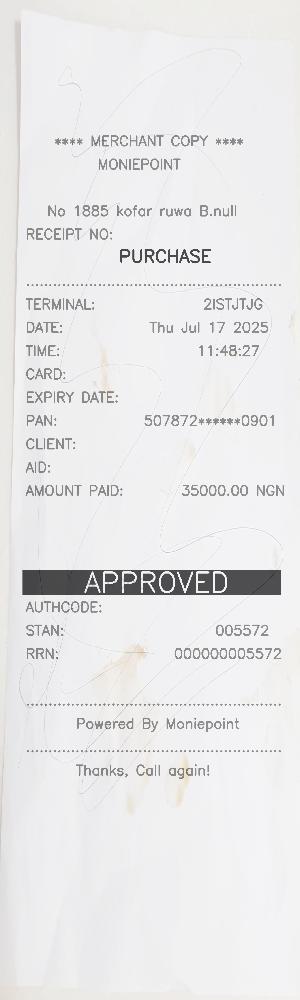 **** MERCHANT COPY ****
MONIEPOINT
No 1885 kofar ruwa B.null
RECEIPT NO:
PURCHASE
TERMINAL: 2ISTJTJG
DATE: Thu Jul 17 2025
TIME: 11:48:27
CARD:
EXPIRY DATE:
PAN: 507872******0901
CLIENT:
AID:
AMOUNT PAID: 35000.00 NGN
APPROVED
AUTHCODE:
STAN: 005572
RRN: 000000005572
Powered By Moniepoint
Thanks, Call again!